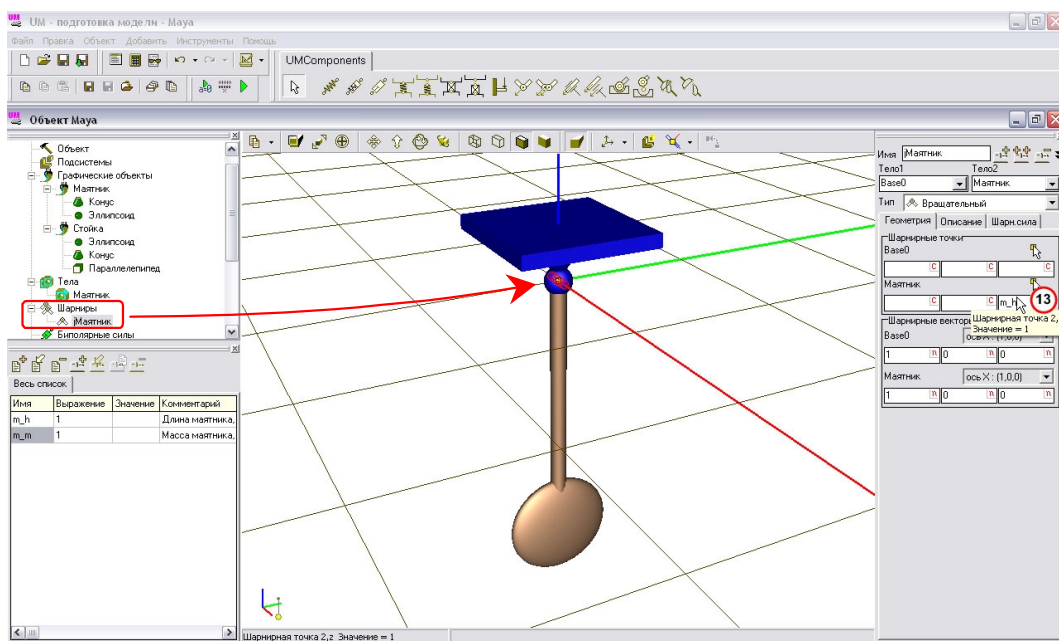 UM - подготовка модели - Maya
Файл Правка Объект Добавить Инструменты Помощь
UMComponents
Объект Maya
Объект
Подсистемы
Графические объекты
Маятник
Конус
Эллипсоид
Стойка
Эллипсоид
Конус
Параллелепипед
Тела
Маятник
Шарниры
jМаятник
Биполярные силы
Весь список
Имя Выражение Значение Комментарий
m_h 1 Длина маятника,
m_m 1 Масса маятника,
Шарнирная точка 2,z Значение = 1
Имя jМаятник
Тело1 Тело2
Base0 Маятник
Тип Вращательный
Геометрия Описание Шарн.сила
Шарнирные точки
Base0
C C C
Маятник
C C m_h
13
Шарнирная точка 2,
Значение = 1
Шарнирные векторы
Base0 ось X : (1,0,0)
1 n 0 n 0 n
Маятник ось X : (1,0,0)
1 n 0 n 0 n